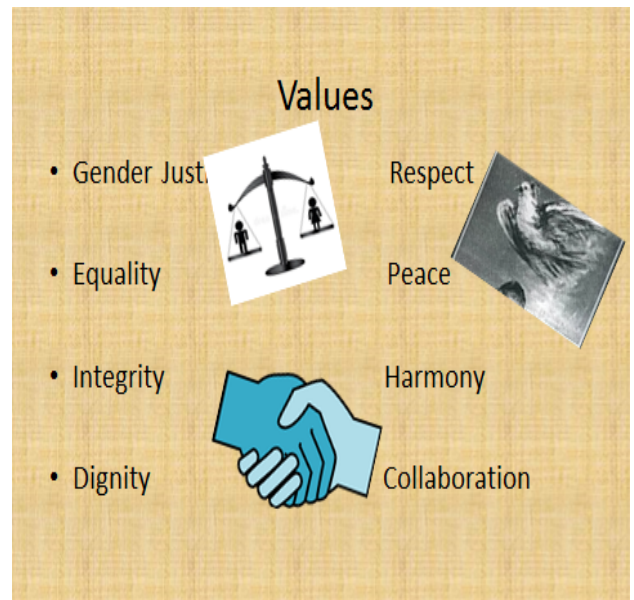 Values
• Gender Just. Respect
• Equality Peace
• Integrity Harmony
• Dignity Collaboration